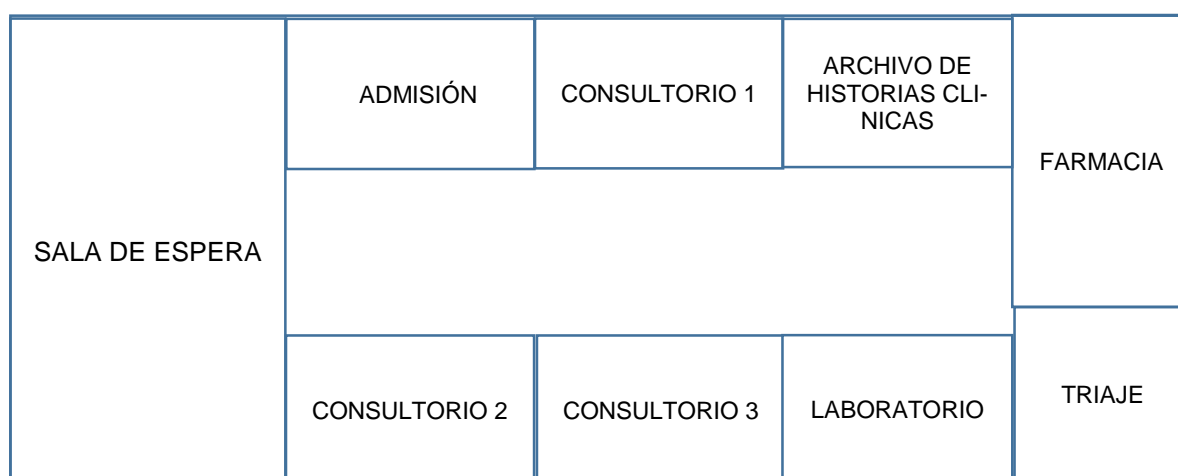 ADMISIÓN
CONSULTORIO 1
ARCHIVO DE
HISTORIAS CLI-
NICAS
FARMACIA
SALA DE ESPERA
CONSULTORIO 2
CONSULTORIO 3
LABORATORIO
TRIAJE